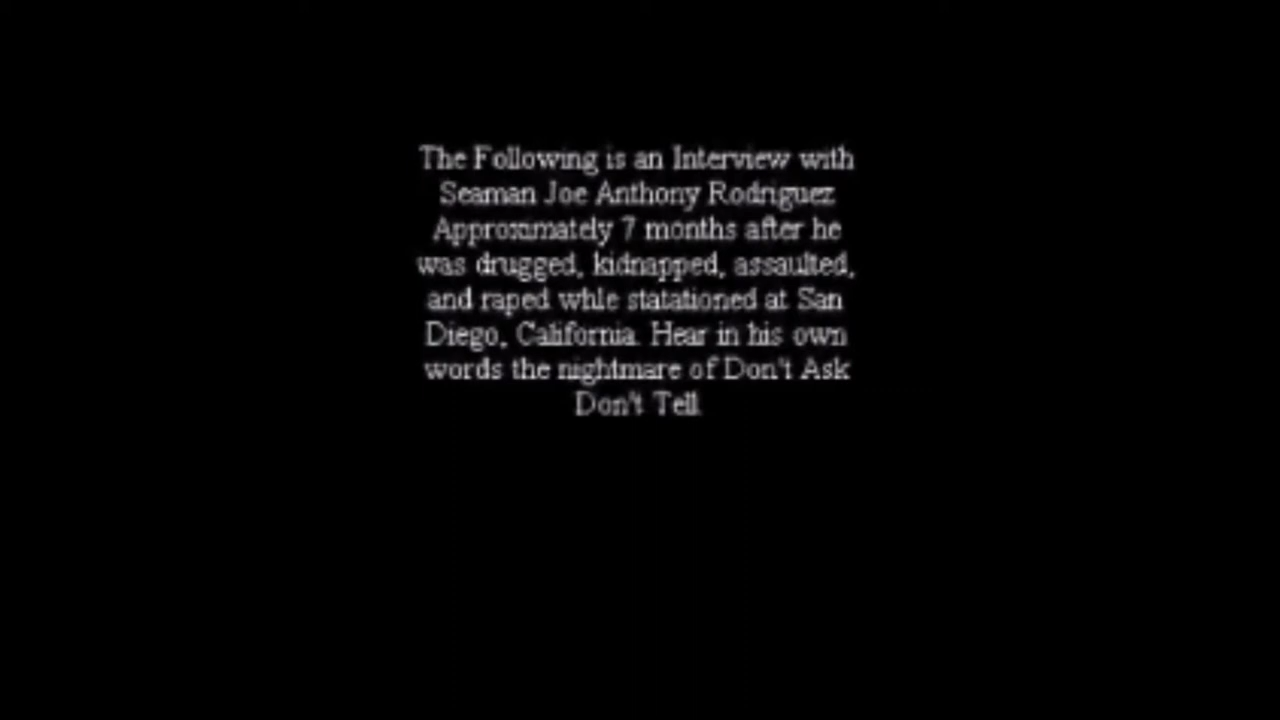 The Following is an Interview with
Seaman Joe Anthony Rodriguez
Approximately 7 months after he
was drugged, kidnapped, assaulted,
and raped whle statationed at San
Diego, California. Hear in his own
words the nightmare of Don't Ask
Don't Tell.